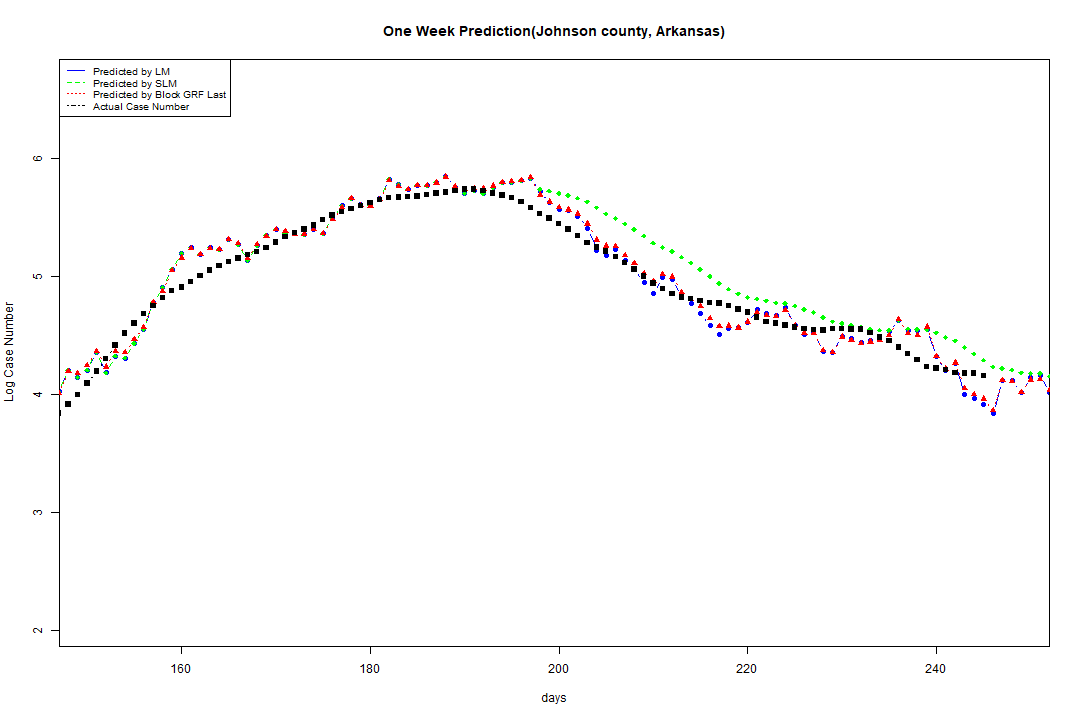 One Week Prediction(Johnson county, Arkansas)
Predicted by LM
Predicted by SLM
Predicted by Block GRF Last
Actual Case Number
6
5
4
3
2
Log Case Number
160 180 200 220 240
days